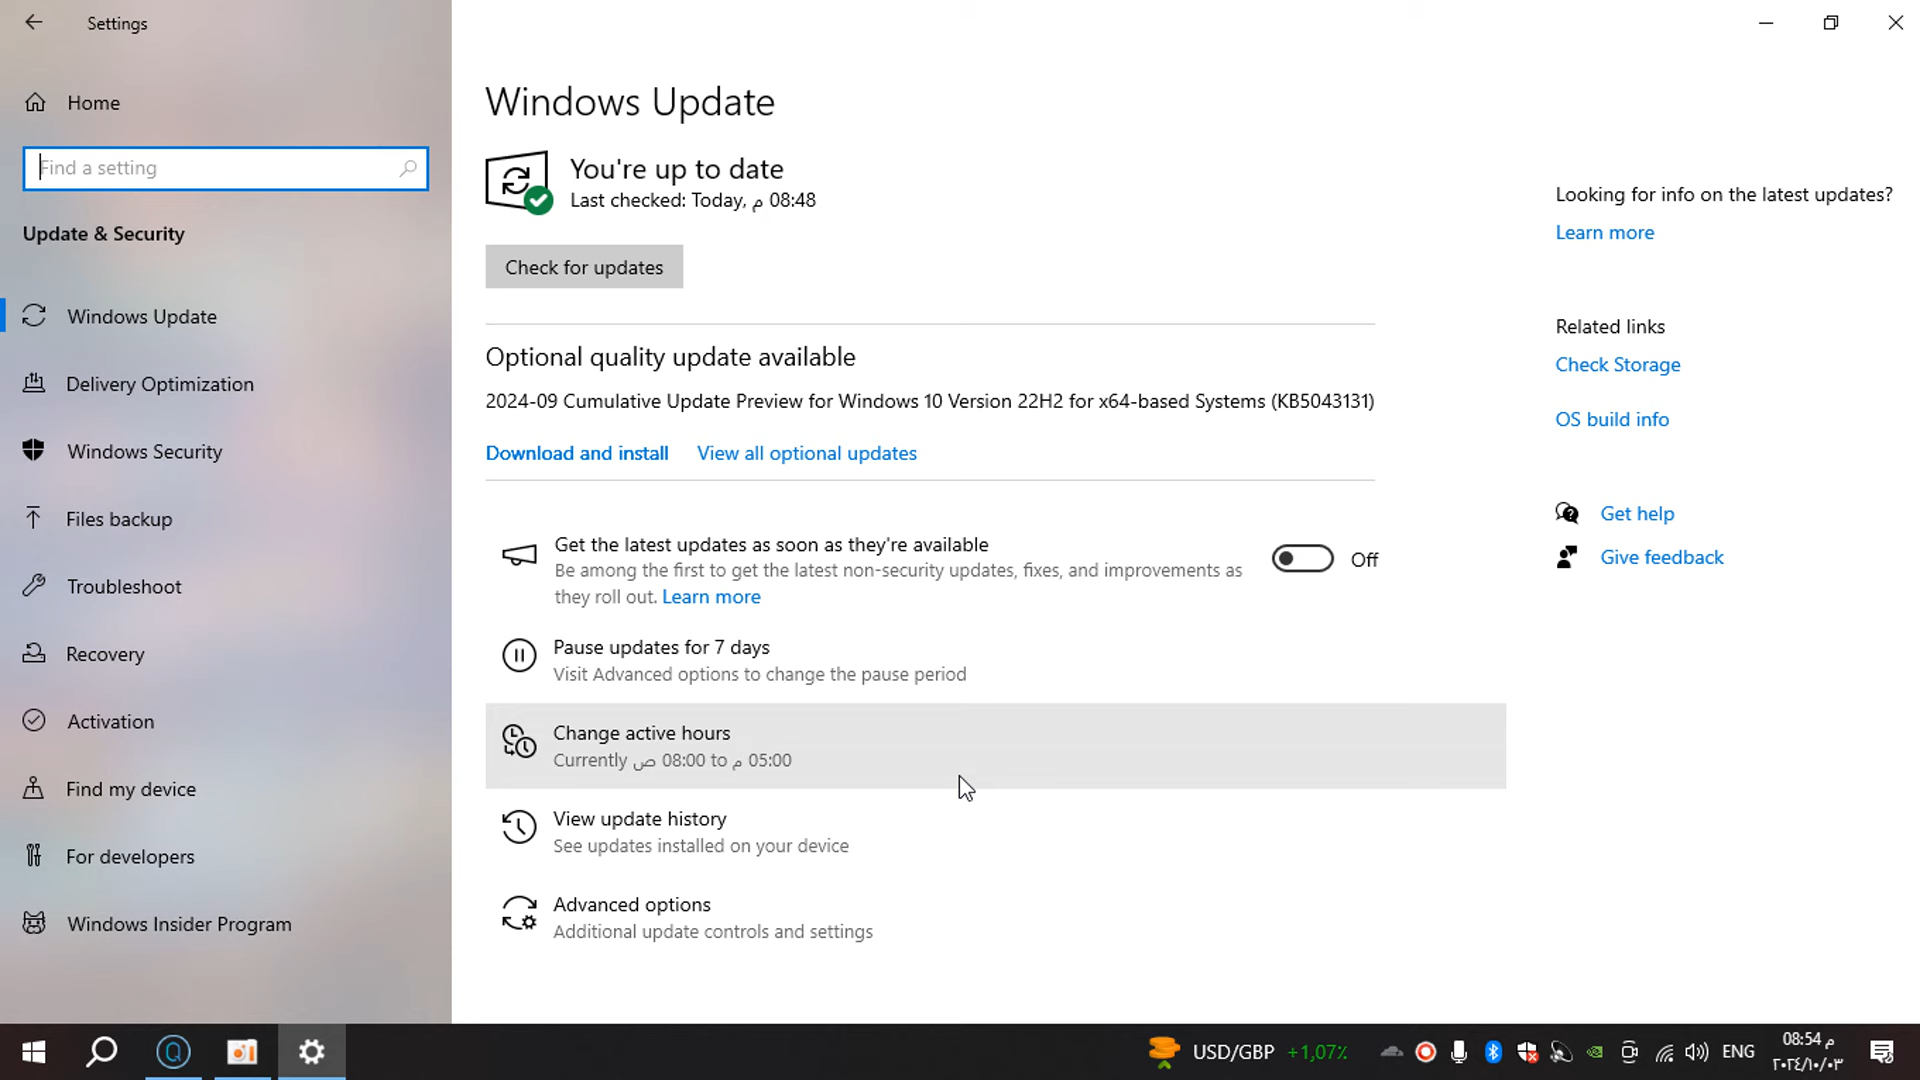 Settings
Home
Find a setting
Update & Security
Windows Update
Delivery Optimization
Windows Security
Files backup
Troubleshoot
Recovery
Activation
Find my device
For developers
Windows Insider Program
Windows Update
You're up to date
Last checked: Today, م 08:48
Check for updates
Optional quality update available
2024-09 Cumulative Update Preview for Windows 10 Version 22H2 for x64-based Systems (KB5043131)
Download and install View all optional updates
Get the latest updates as soon as they're available
Off
Be among the first to get the latest non-security updates, fixes, and improvements as
they roll out. Learn more
Pause updates for 7 days
Visit Advanced options to change the pause period
Change active hours
Currently ص 08:00 to م 05:00
View update history
See updates installed on your device
Advanced options
Additional update controls and settings
Looking for info on the latest updates?
Learn more
Related links
Check Storage
OS build info
Get help
Give feedback
USD/GBP +1,07%
ENG
م 08:54
٢٠٢٤/١٠/٠٣